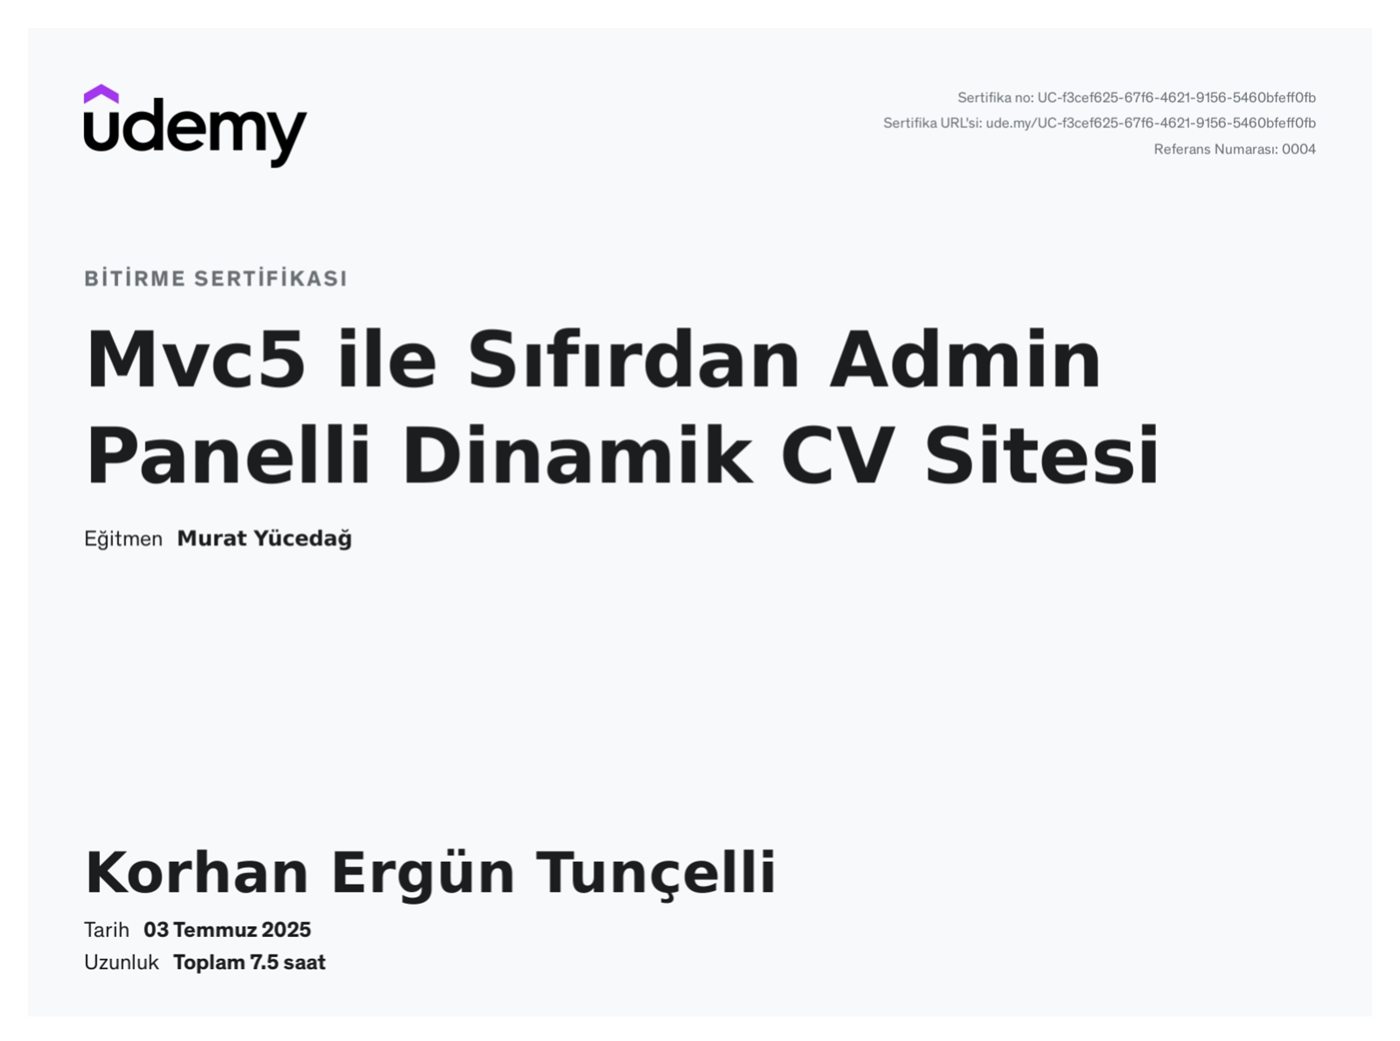 udemy
Sertifika no: UC-f3cef625-67f6-4621-9156-5460bfeff0fb
Sertifika URL'si: ude.my/UC-f3cef625-67f6-4621-9156-5460bfeff0fb
Referans Numarası: 0004
BİTİRME SERTİFİKASI
Mvc5 ile Sıfırdan Admin
Panelli Dinamik CV Sitesi
Eğitmen Murat Yücedağ
Korhan Ergün Tunçelli
Tarih 03 Temmuz 2025
Uzunluk Toplam 7.5 saat